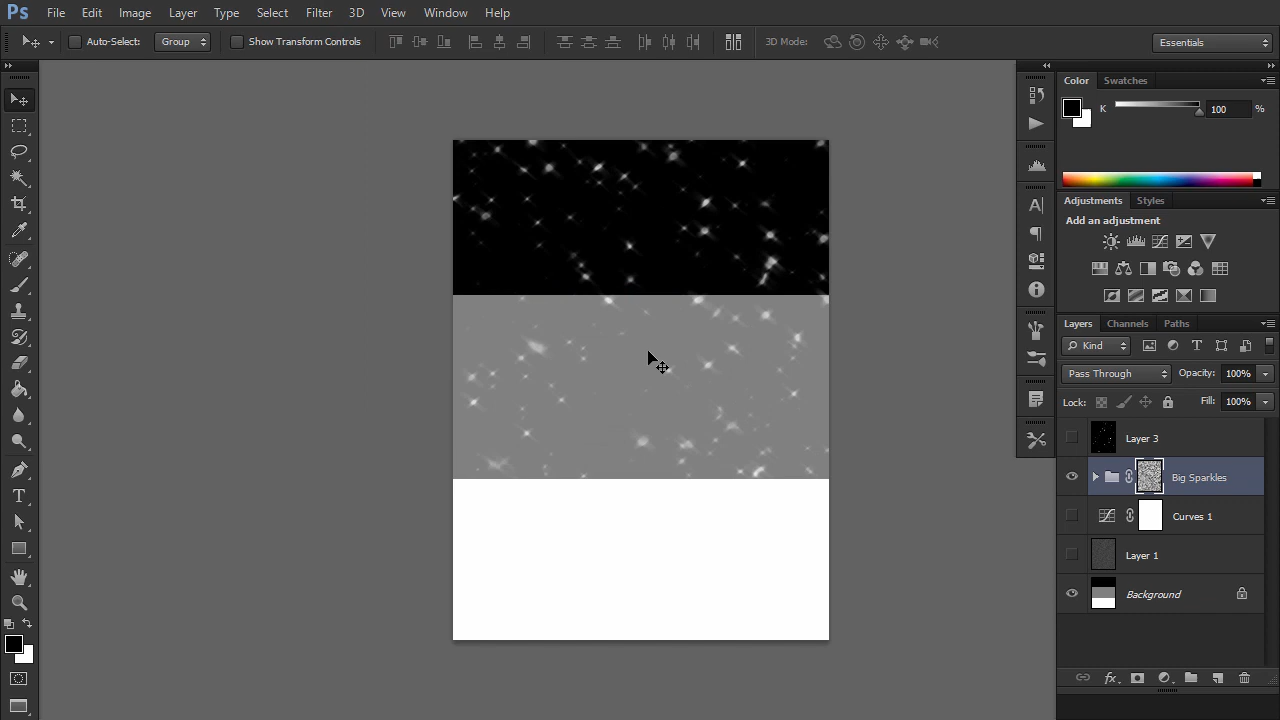 Ps File Edit Image Layer Type Select Filter 3D View Window Help
Auto-Select: Group Show Transform Controls 3D Mode: Essentials
Color Swatches
K 100 %
Adjustments Styles
Add an adjustment
Layers Channels Paths
Kind
Pass Through Opacity: 100%
Lock: Fill: 100%
Layer 3
Big Sparkles
Curves 1
Layer 1
Background